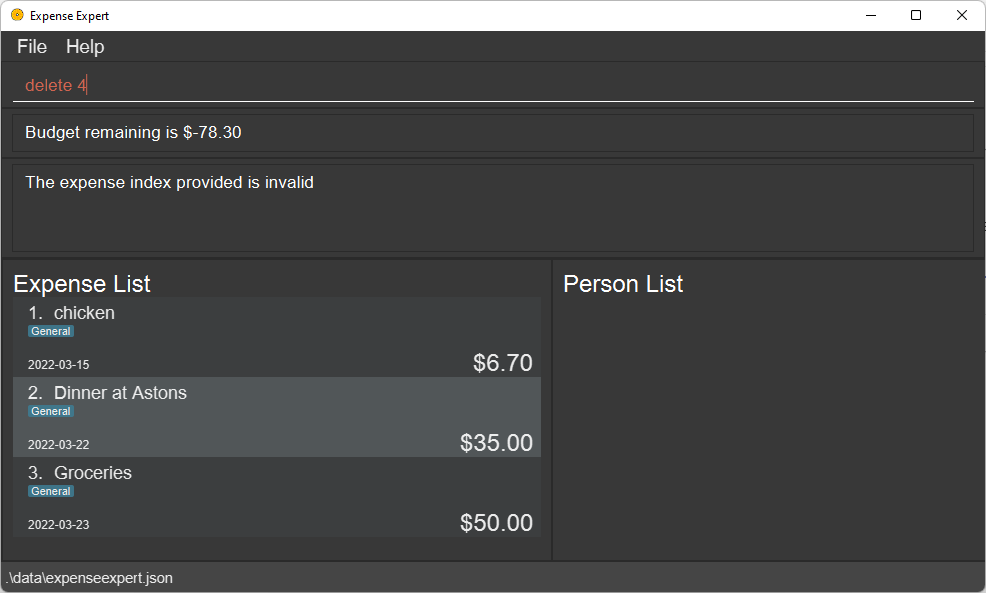 Expense Expert
File Help
delete 4
Budget remaining is $-78.30
The expense index provided is invalid
Expense List
1. chicken
General
2022-03-15 $6.70
2. Dinner at Astons
General
2022-03-22 $35.00
3. Groceries
General
2022-03-23 $50.00
Person List
.\data\expenseexpert.json